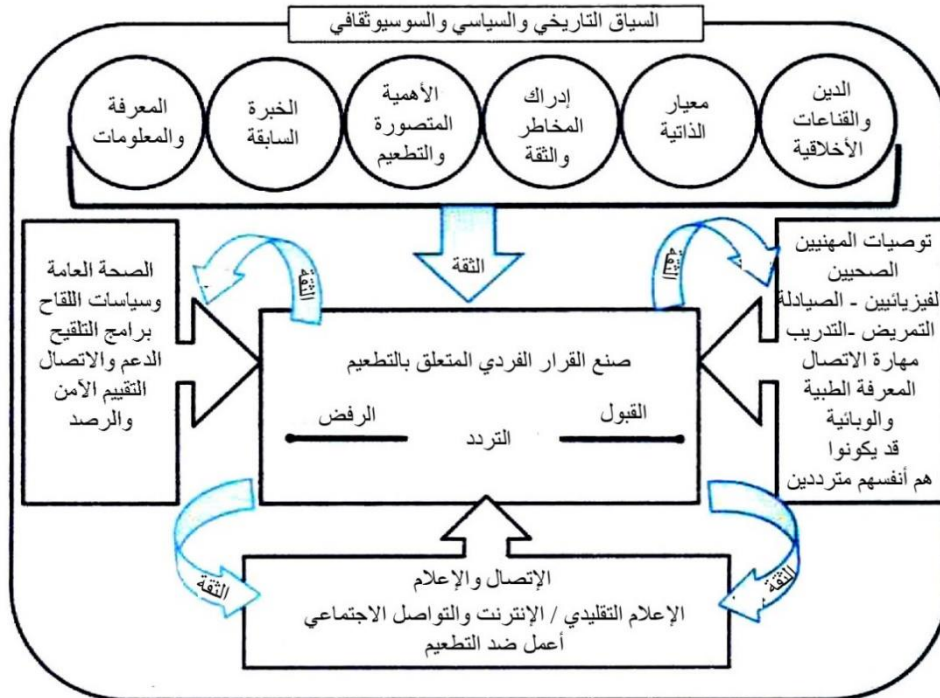 السياق التاريخي والسياسي والسوسيوثقافي
الدين
والقناعات
الأخلاقية
معيار
الذاتية
إدراك
المخاطر
والثقة
الأهمية
المتصورة
والتطعيم
الخبرة
السابقة
المعرفة
والمعلومات
الثقة
الثقة
الثقة
توصيات المهنيين
الصحيين
لفيزيائيين - الصيادلة
التمريض -التدريب
مهارة الاتصال
المعرفة الطبية
والوبائية
قد يكونوا
هم أنفسهم مترددين
صنع القرار الفردي المتعلق بالتطعيم
القبول
التردد
الرفض
الصحة العامة
وسياسات اللقاح
برامج التلقيح
الدعم والاتصال
التقييم الآمن
والرصد
الثقة
الثقة
الإتصال والإعلام
الإعلام التقليدي / الإنترنت والتواصل الاجتماعي
أعمل ضد التطعيم